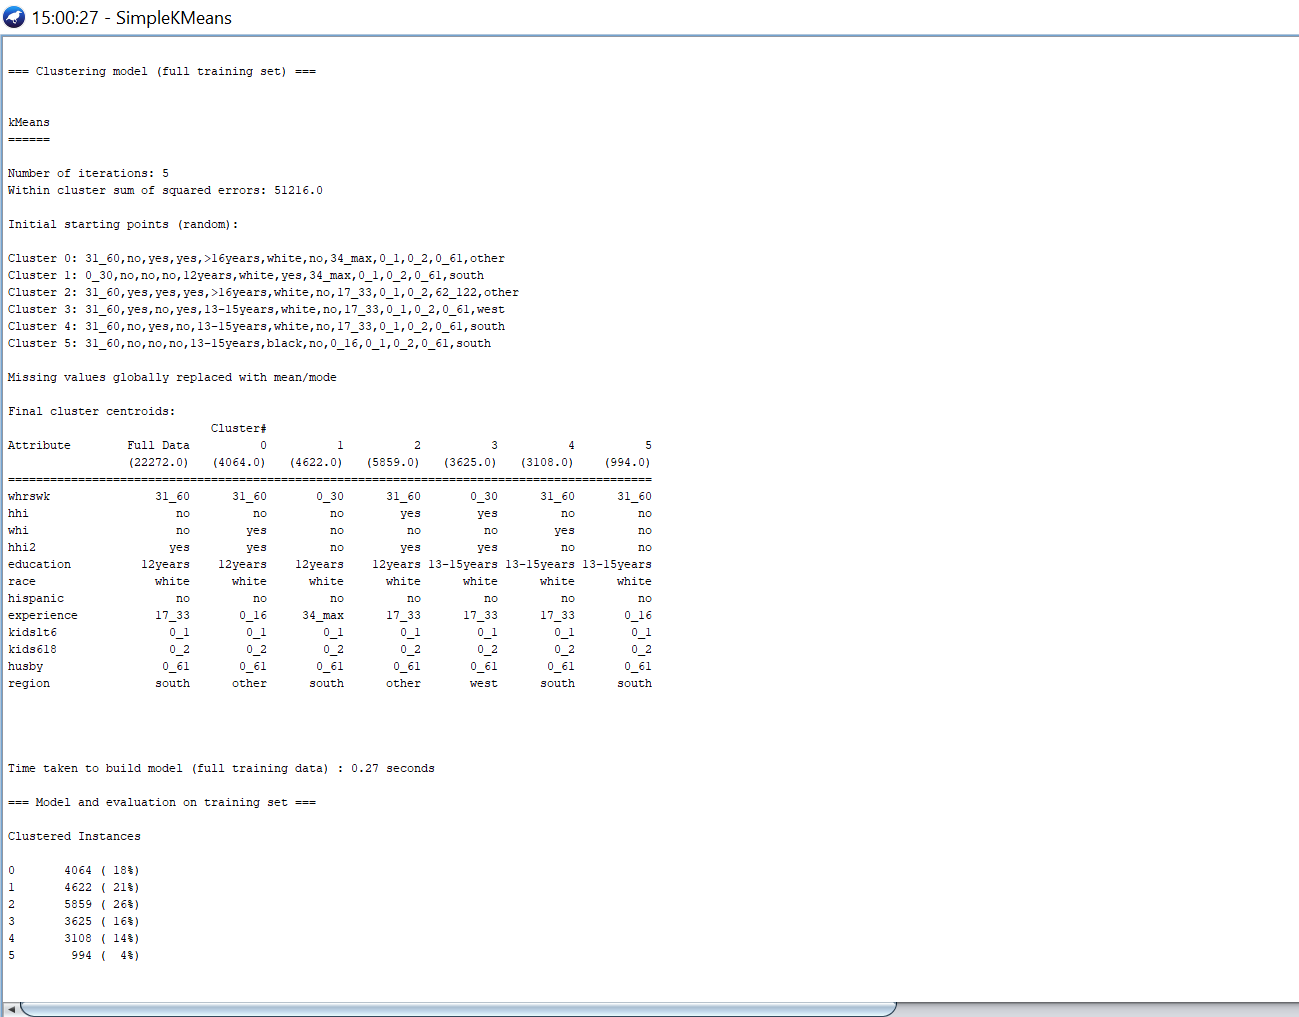 15:00:27 - SimpleKMeans
=== Clustering model (full training set) ===
kMeans
======
Number of iterations: 5
Within cluster sum of squared errors: 51216.0
Initial starting points (random):
Cluster 0: 31_60,no,yes,yes,>16years,white,no,34_max,0_1,0_2,0_61,other
Cluster 1: 0_30,no,no,no,12years,white,yes,34_max,0_1,0_2,0_61,south
Cluster 2: 31_60,yes,yes,yes,>16years,white,no,17_33,0_1,0_2,62_122,other
Cluster 3: 31_60,yes,no,yes,13-15years,white,no,17_33,0_1,0_2,0_61,west
Cluster 4: 31_60,no,yes,no,13-15years,white,no,17_33,0_1,0_2,0_61,south
Cluster 5: 31_60,no,no,no,13-15years,black,no,0_16,0_1,0_2,0_61,south
Missing values globally replaced with mean/mode
Final cluster centroids:
Cluster#
Attribute Full Data 0 1 2 3 4 5
(22272.0) (4064.0) (4622.0) (5859.0) (3625.0) (3108.0) (994.0)
=============================================================================================
whrswk 31_60 31_60 0_30 31_60 0_30 31_60 31_60
hhi no no no yes yes no no
whi no yes no no no yes no
hhi2 yes yes no yes yes no no
education 12years 12years 12years 12years 13-15years 13-15years 13-15years
race white white white white white white white
hispanic no no no no no no no
experience 17_33 0_16 34_max 17_33 17_33 17_33 0_16
kidslt6 0_1 0_1 0_1 0_1 0_1 0_1 0_1
kids618 0_2 0_2 0_2 0_2 0_2 0_2 0_2
husby 0_61 0_61 0_61 0_61 0_61 0_61 0_61
region south other south other west south south
Time taken to build model (full training data) : 0.27 seconds
=== Model and evaluation on training set ===
Clustered Instances
0 4064 ( 18%)
1 4622 ( 21%)
2 5859 ( 26%)
3 3625 ( 16%)
4 3108 ( 14%)
5 994 ( 4%)